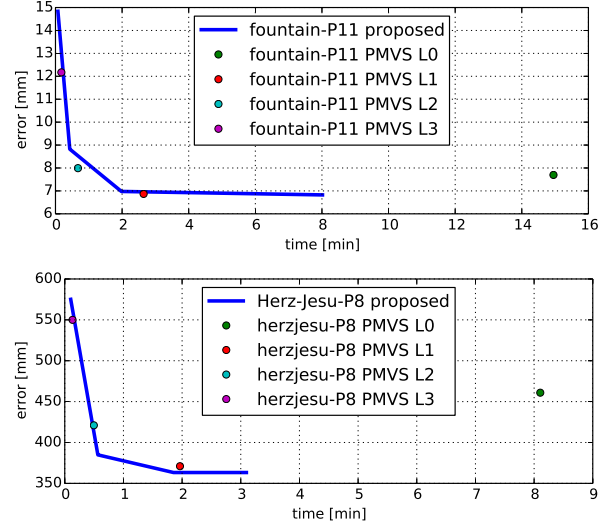 15
14
13
12
11
10
9
8
7
6
error [mm]
fountain-P11 proposed
fountain-P11 PMVS L0
fountain-P11 PMVS L1
fountain-P11 PMVS L2
fountain-P11 PMVS L3
0 2 4 6 8 10 12 14 16
time [min]
600
550
500
450
400
350
error [mm]
Herz-Jesu-P8 proposed
herzjesu-P8 PMVS L0
herzjesu-P8 PMVS L1
herzjesu-P8 PMVS L2
herzjesu-P8 PMVS L3
0 1 2 3 4 5 6 7 8 9
time [min]